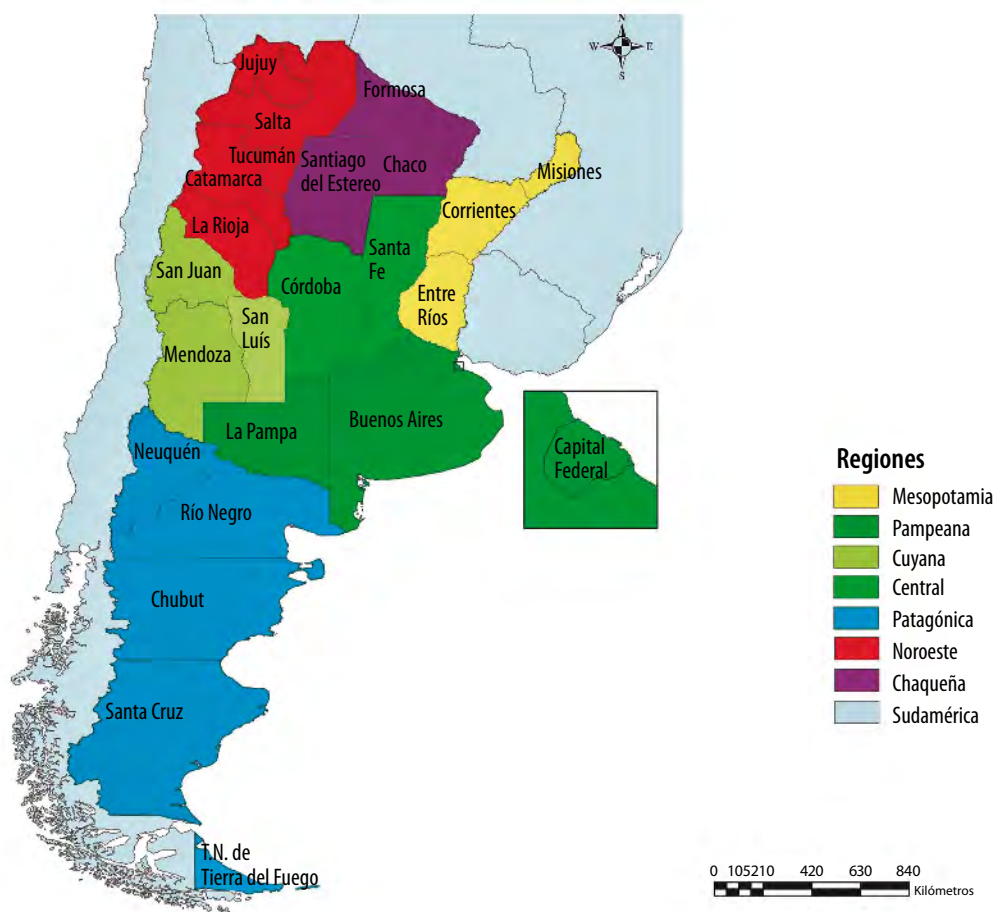 N
W E
S
Jujuy
Formosa
Salta
Tucumán
Santiago
del Estereo
Chaco
Misiones
Catamarca
Corrientes
La Rioja
Santa
Fe
San Juan
Córdoba
Entre
Ríos
San
Luís
Mendoza
Buenos Aires
La Pampa
Capital
Federal
Neuquén
Río Negro
Chubut
Santa Cruz
T.N. de
Tierra del Fuego
Regiones
Mesopotamia
Pampeana
Cuyana
Central
Patagónica
Noroeste
Chaqueña
Sudamérica
0 105210 420 630 840
Kilómetros